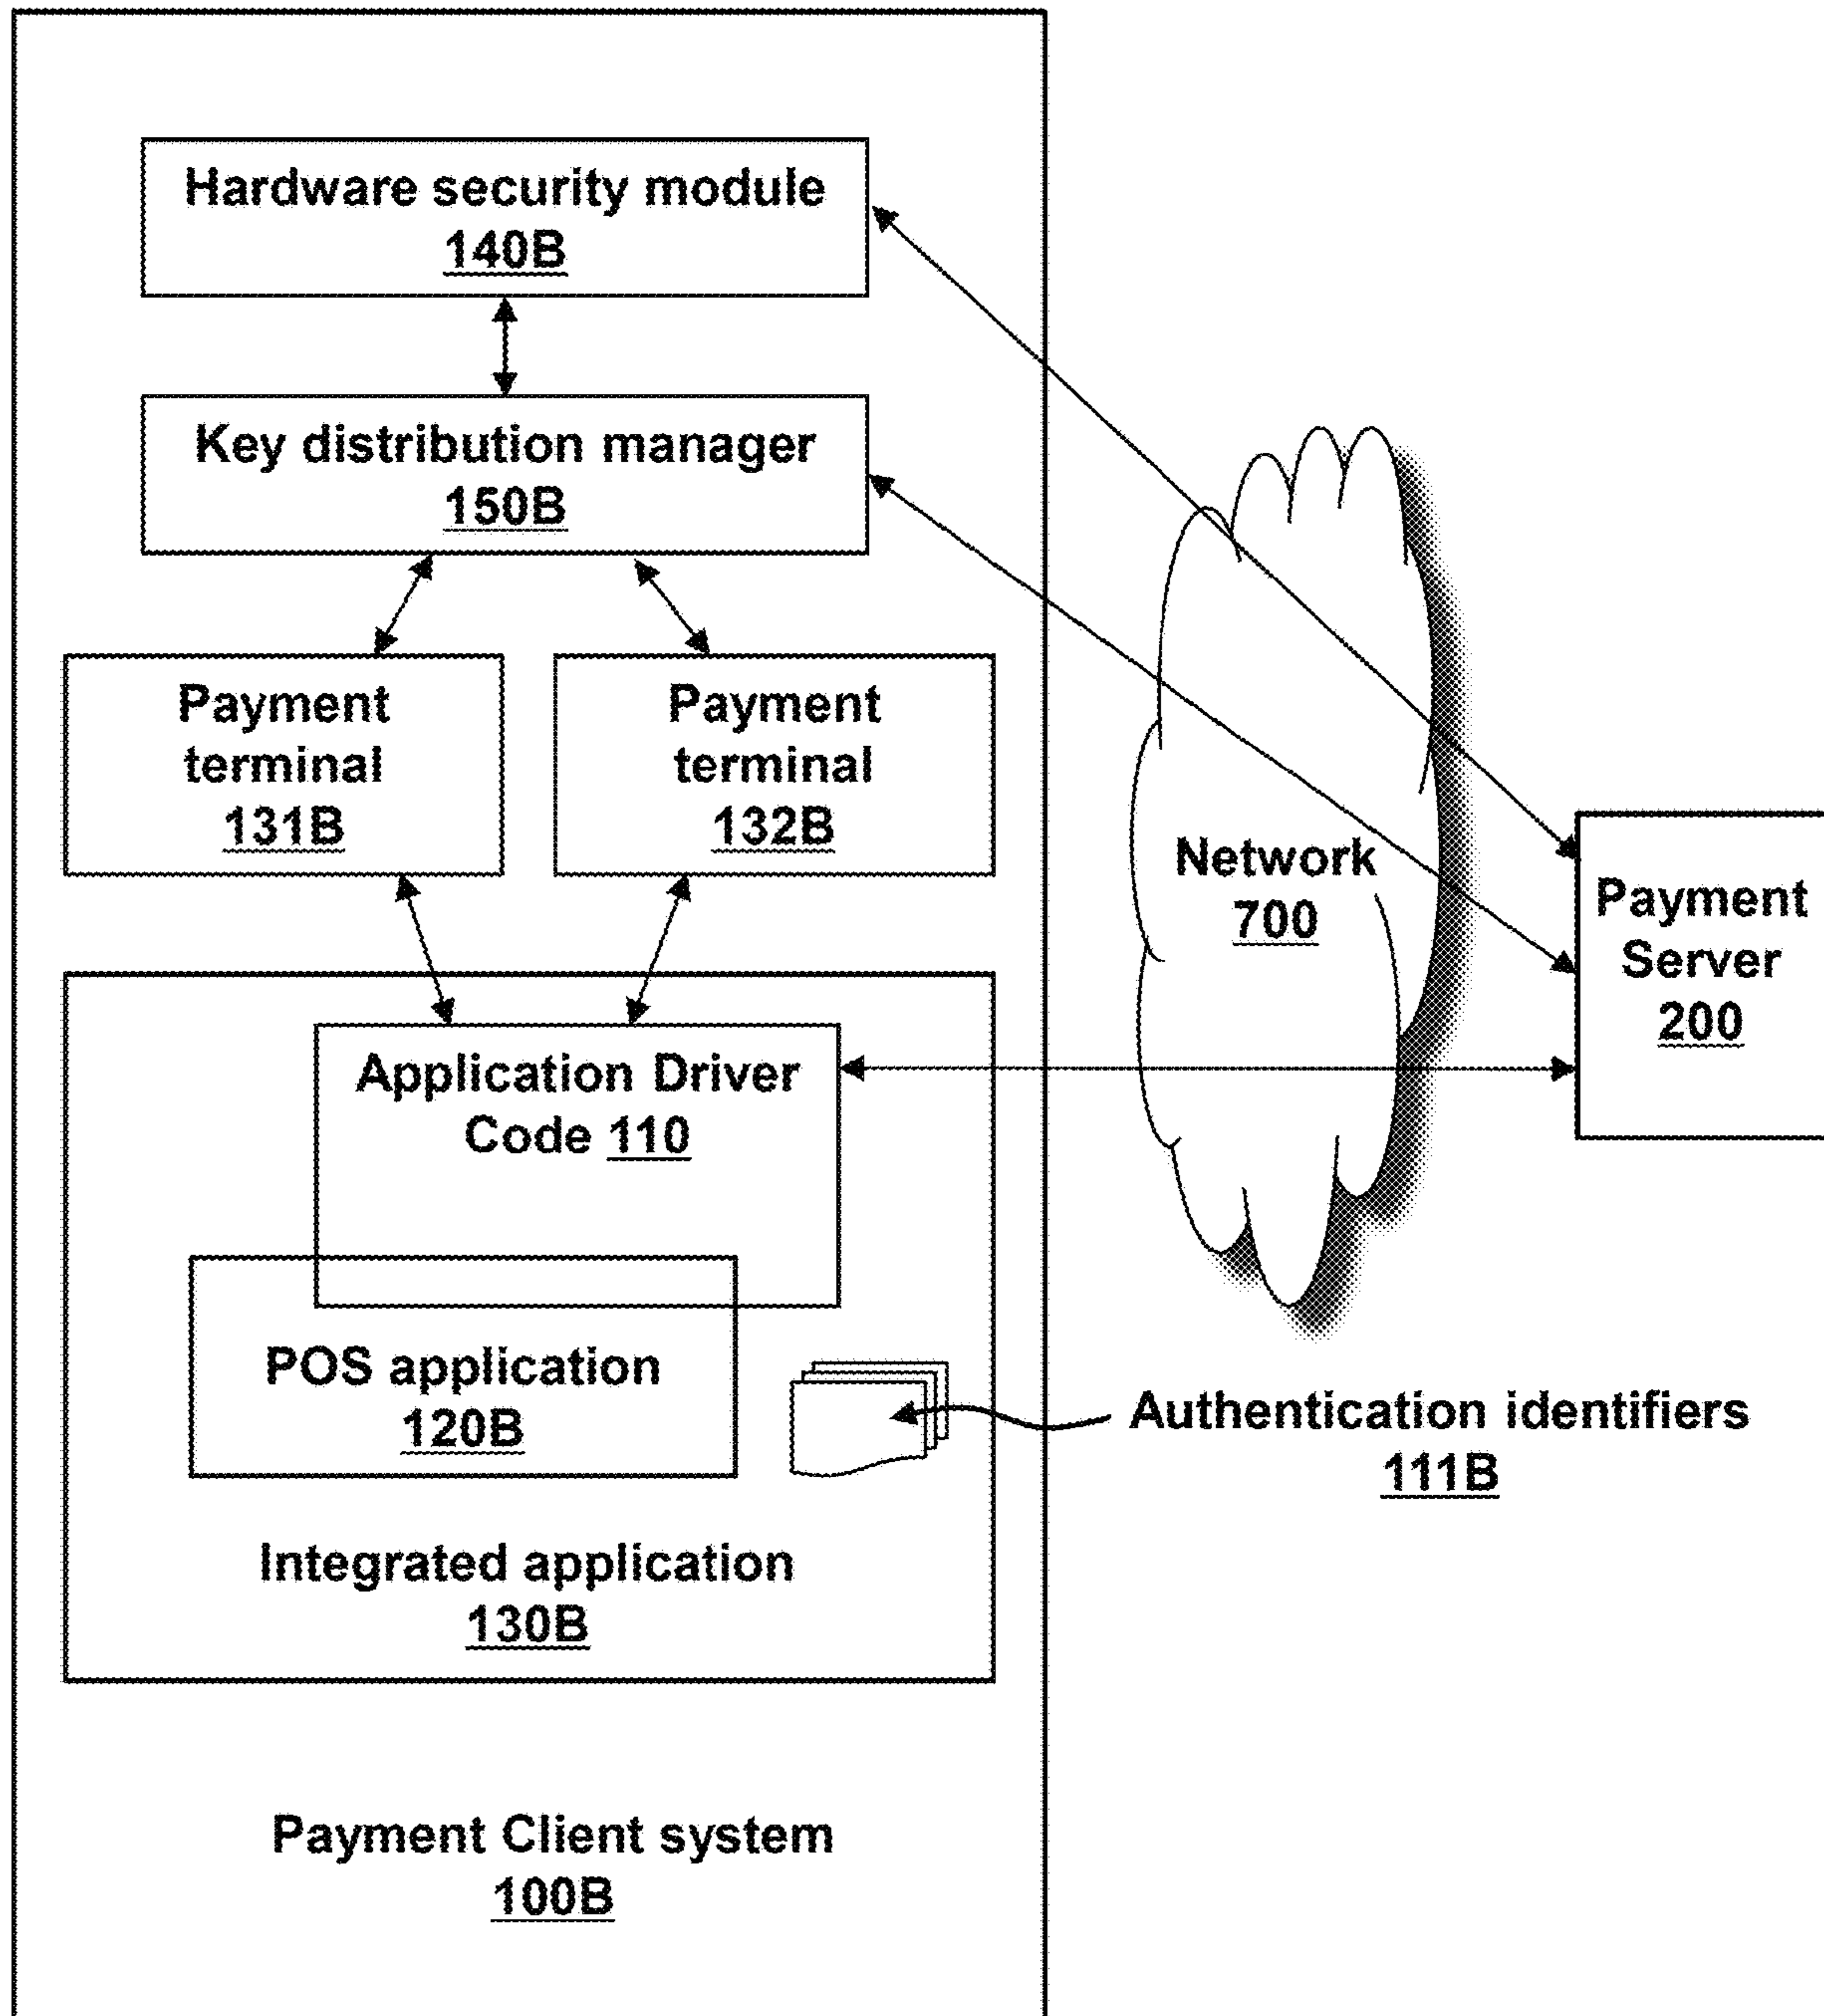 Hardware security module
140B
Key distribution manager
150B
Payment
terminal
131B
Payment
terminal
132B
Network
700
Payment
Server
200
Application Driver
Code 110
POS application
120B
Authentication identifiers
111B
Integrated application
130B
Payment Client system
100B